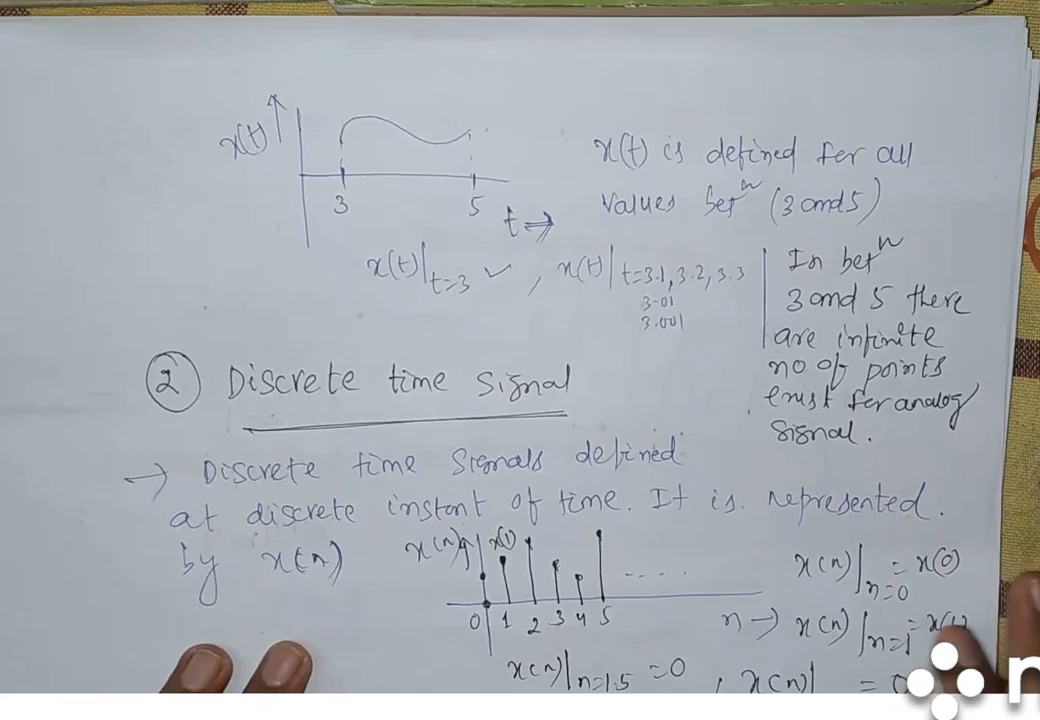 x(t)↑
3 5 t⇒
x(t) is defined for all
values betⁿ (3 and 5)
x(t)|t=3 ✓, x(t)|t=3.1, 3.2, 3.3
3.01
3.001
In betⁿ
3 and 5 there
are infinite
no of points
exist for analog
signal.
② Discrete time signal
→ Discrete time signals defined
at discrete instant of time. It is represented.
by x(n)
x(n)↑ x(1)
0 1 2 3 4 5
n →
x(n)|n=0 = x(0)
x(n)|n=1 =
x(n)|n=1.5 =0, x(n)| = 0